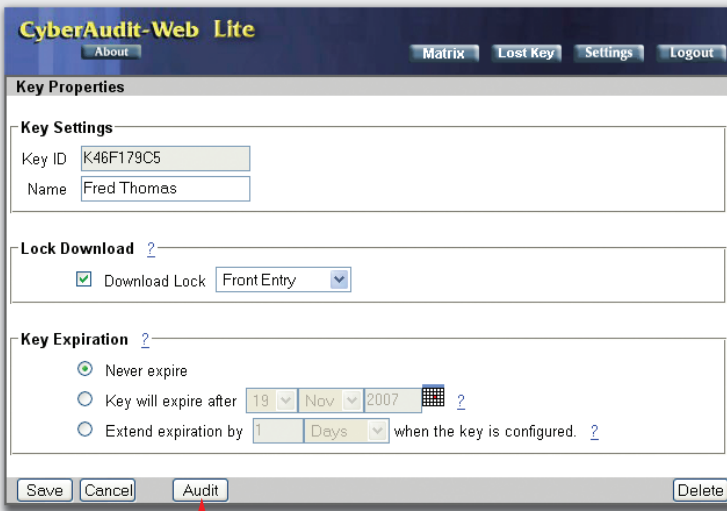 CyberAudit-Web Lite
About
Matrix Lost Key Settings Logout
Key Properties
Key Settings
Key ID K46F179C5
Name Fred Thomas
Lock Download ?
Download Lock Front Entry
Key Expiration ?
Never expire
Key will expire after 19 Nov 2007 ?
Extend expiration by 1 Days when the key is configured. ?
Save Cancel Audit Delete